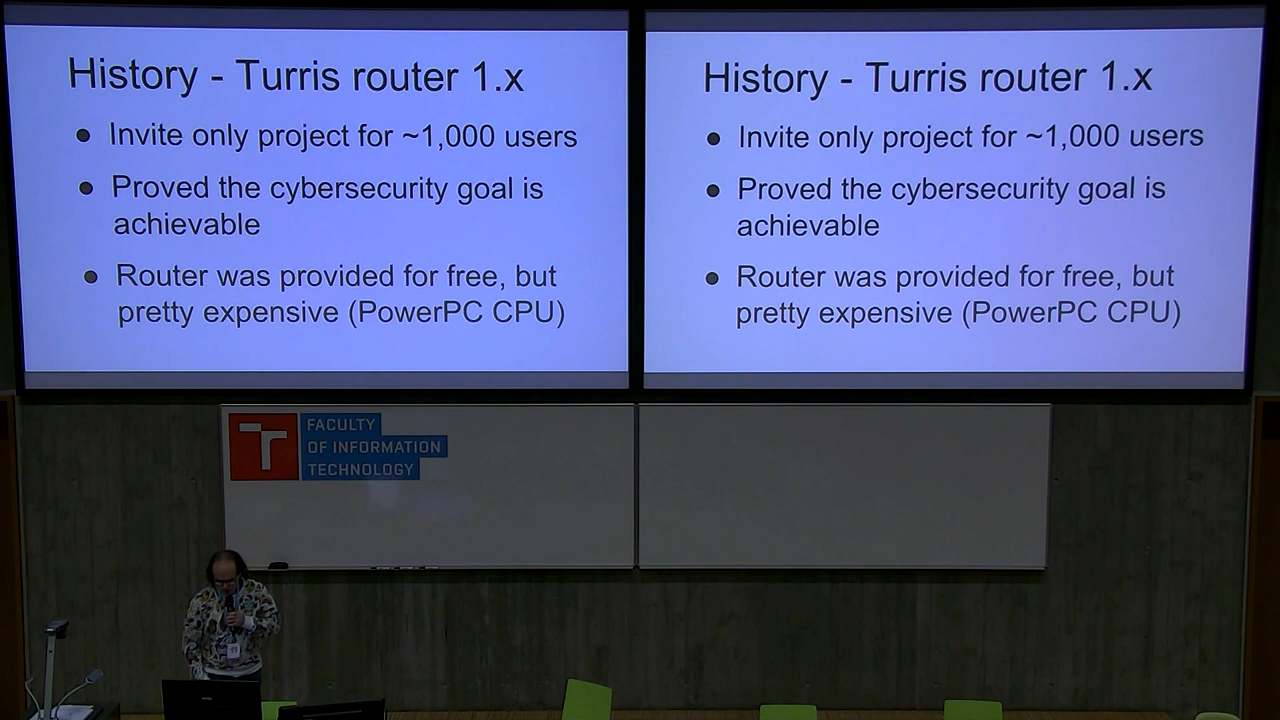 History - Turris router 1.x
● Invite only project for ~1,000 users
● Proved the cybersecurity goal is
achievable
● Router was provided for free, but
pretty expensive (PowerPC CPU)
History - Turris router 1.x
● Invite only project for ~1,000 users
● Proved the cybersecurity goal is
achievable
● Router was provided for free, but
pretty expensive (PowerPC CPU)
FACULTY
OF INFORMATION
TECHNOLOGY